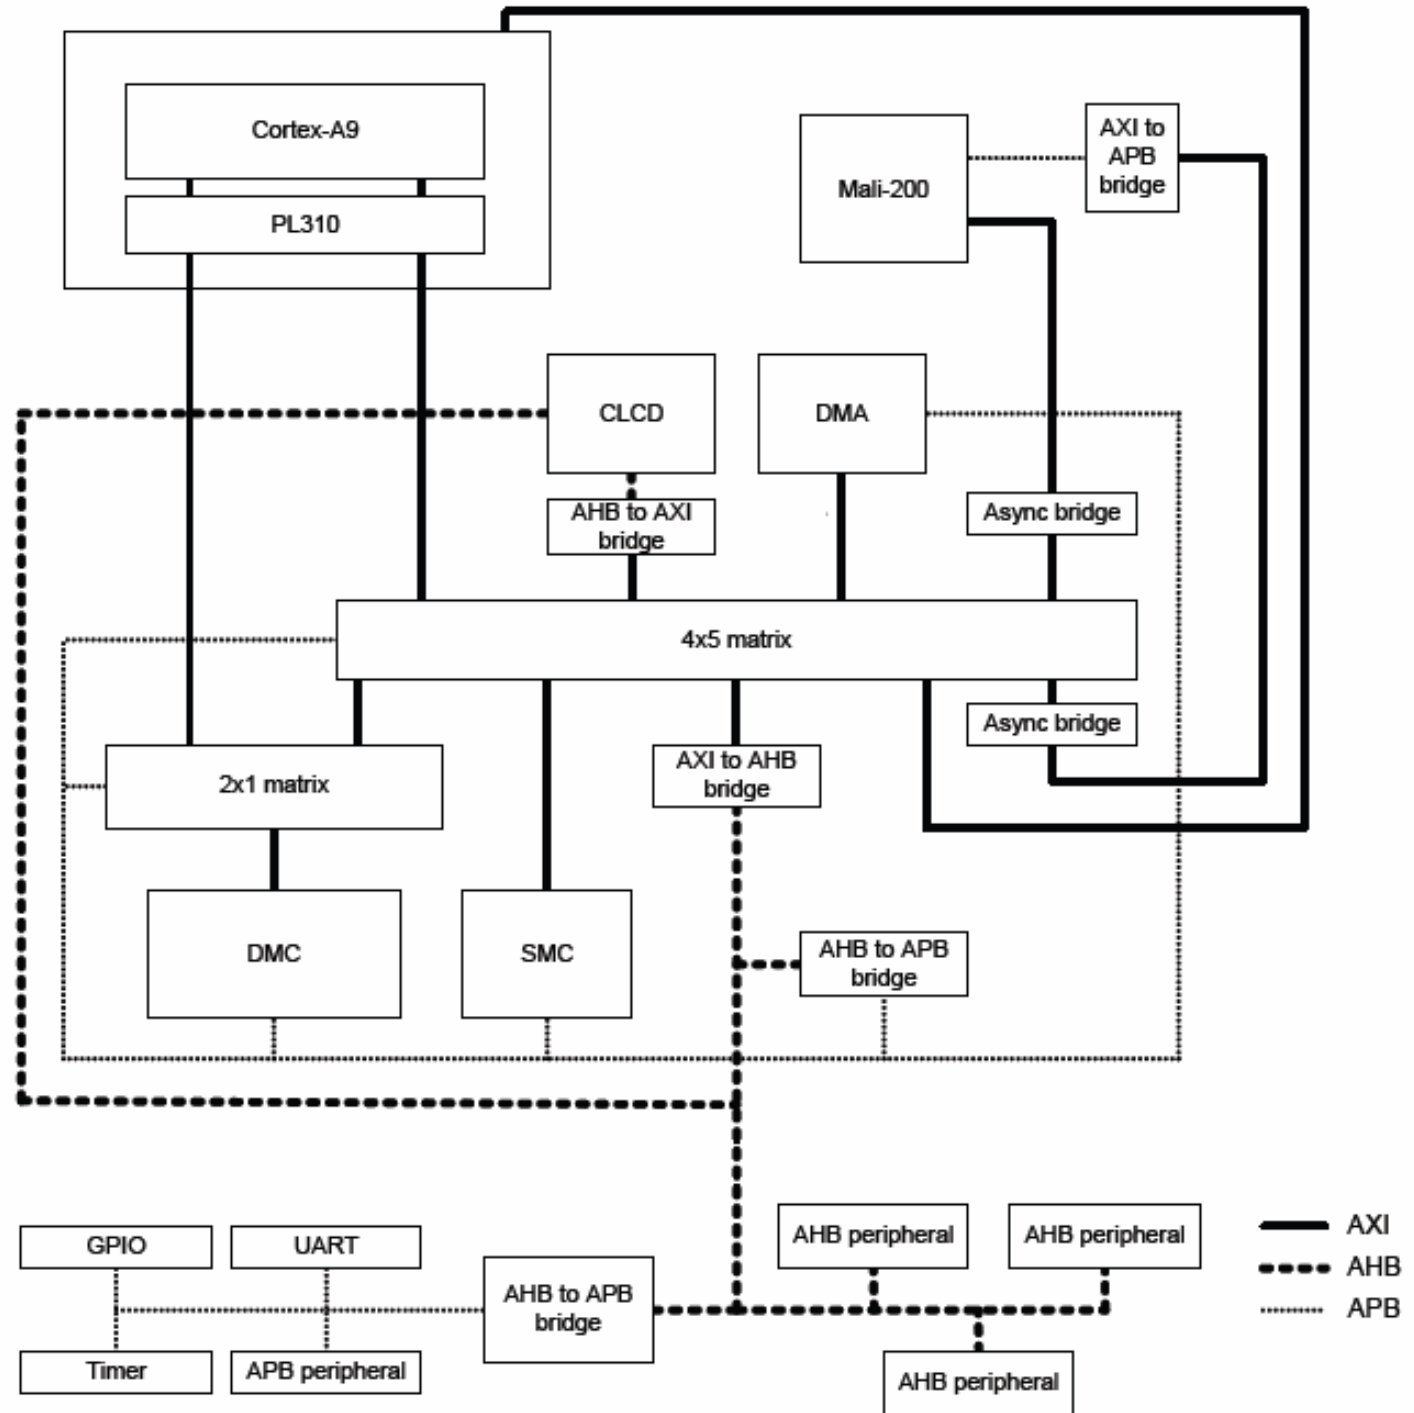 Cortex-A9
PL310
Mali-200
AXI to
APB
bridge
CLCD
DMA
AHB to AXI
bridge
Async bridge
4x5 matrix
Async bridge
2x1 matrix
AXI to AHB
bridge
DMC
SMC
AHB to APB
bridge
GPIO
UART
AHB to APB
bridge
Timer
APB peripheral
AHB peripheral
AHB peripheral
AHB peripheral
AXI
AHB
APB